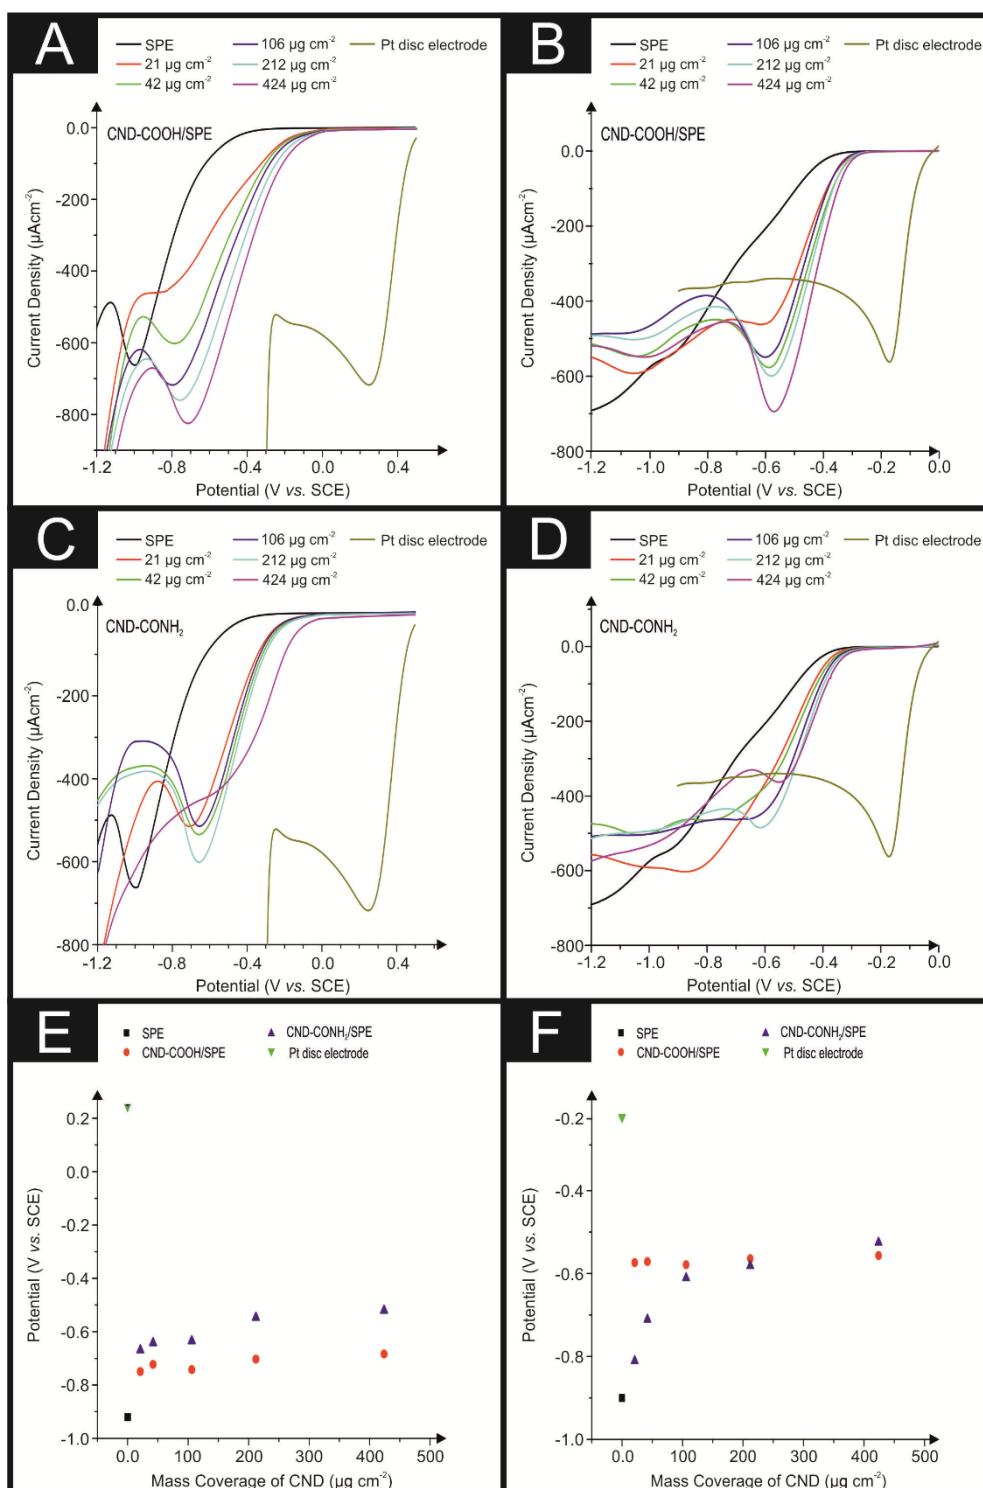 A
SPE
106 µg cm-2
Pt disc electrode
21 µg cm-2
212 µg cm-2
42 µg cm-2
424 µg cm-2
CND-COOH/SPE
0.0
-200
-400
-600
-800
Current Density (µAcm-2)
-1.2 -0.8 -0.4 0.0 0.4
Potential (V vs. SCE)
B
SPE
106 µg cm-2
Pt disc electrode
21 µg cm-2
212 µg cm-2
42 µg cm-2
424 µg cm-2
CND-COOH/SPE
0.0
-200
-400
-600
-800
Current Density (µAcm-2)
-1.2 -1.0 -0.8 -0.6 -0.4 -0.2 0.0
Potential (V vs. SCE)
C
SPE
106 µg cm-2
Pt disc electrode
21 µg cm-2
212 µg cm-2
42 µg cm-2
424 µg cm-2
CND-CONH2
0.0
-200
-400
-600
-800
Current Density (µAcm-2)
-1.2 -0.8 -0.4 0.0 0.4
Potential (V vs. SCE)
D
SPE
106 µg cm-2
Pt disc electrode
21 µg cm-2
212 µg cm-2
42 µg cm-2
424 µg cm-2
CND-CONH2
0.0
-200
-400
-600
-800
Current Density (µAcm-2)
-1.2 -1.0 -0.8 -0.6 -0.4 -0.2 0.0
Potential (V vs. SCE)
E
SPE
CND-CONH2/SPE
CND-COOH/SPE
Pt disc electrode
0.2
0.0
-0.2
-0.4
-0.6
-0.8
-1.0
Potential (V vs. SCE)
0.0 100 200 300 400 500
Mass Coverage of CND (µg cm-2)
F
SPE
CND-CONH2/SPE
CND-COOH/SPE
Pt disc electrode
-0.2
-0.4
-0.6
-0.8
-1.0
Potential (V vs. SCE)
0.0 100 200 300 400 500
Mass Coverage of CND (µg cm-2)